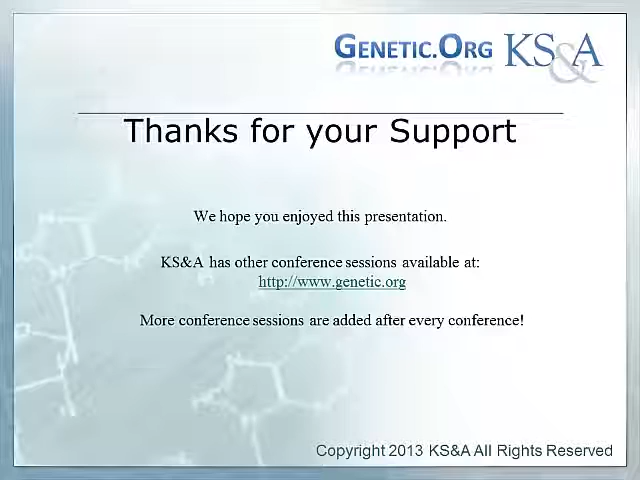 GENETIC.ORG KS&A
Thanks for your Support
We hope you enjoyed this presentation.
KS&A has other conference sessions available at:
http://www.genetic.org
More conference sessions are added after every conference!
Copyright 2013 KS&A All Rights Reserved